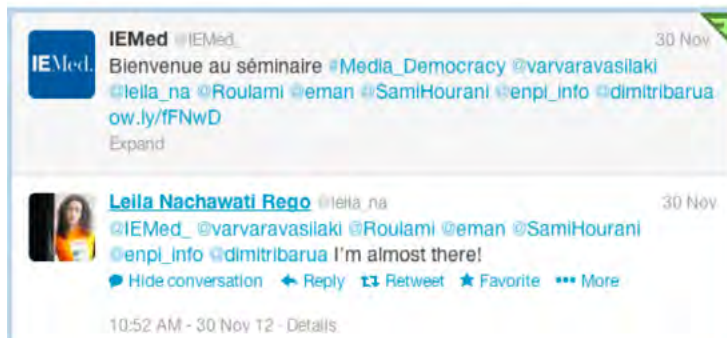 IEMed.
IEMed @IEMed_ 30 Nov
Bienvenue au séminaire #Media_Democracy @varvaravasilaki
@leila_na @Roulami @eman @SamiHourani @enpi_info @dimitribarua
ow.ly/fFNwD
Expand
Leila Nachawati Rego @leila_na 30 Nov
@IEMed_ @varvaravasilaki @Roulami @eman @SamiHourani
@enpi_info @dimitribarua I'm almost there!
Hide conversation Reply Retweet Favorite More
10:52 AM - 30 Nov 12 · Details